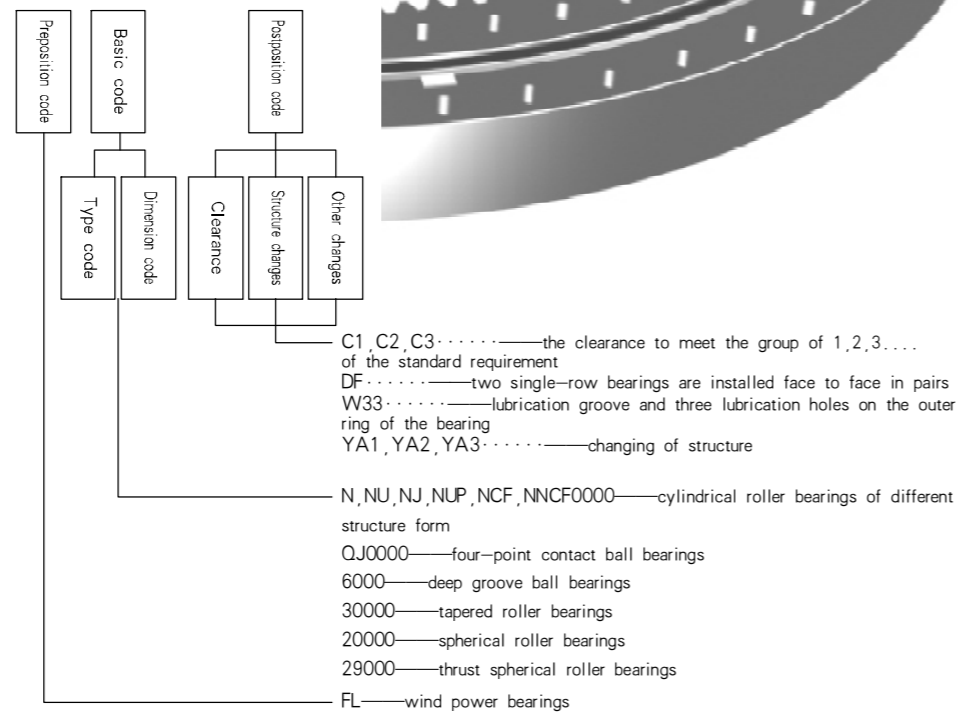 Preposition code
Basic code
Postposition code
Type code
Dimension code
Clearance
Structure changes
Other changes
C1,C2,C3······——the clearance to meet the group of 1,2,3....
of the standard requirement
DF······——two single-row bearings are installed face to face in pairs
W33······——lubrication groove and three lubrication holes on the outer
ring of the bearing
YA1,YA2,YA3······——changing of structure
N,NU,NJ,NUP,NCF,NNCF0000——cylindrical roller bearings of different
structure form
QJ0000——four-point contact ball bearings
6000——deep groove ball bearings
30000——tapered roller bearings
20000——spherical roller bearings
29000——thrust spherical roller bearings
FL——wind power bearings